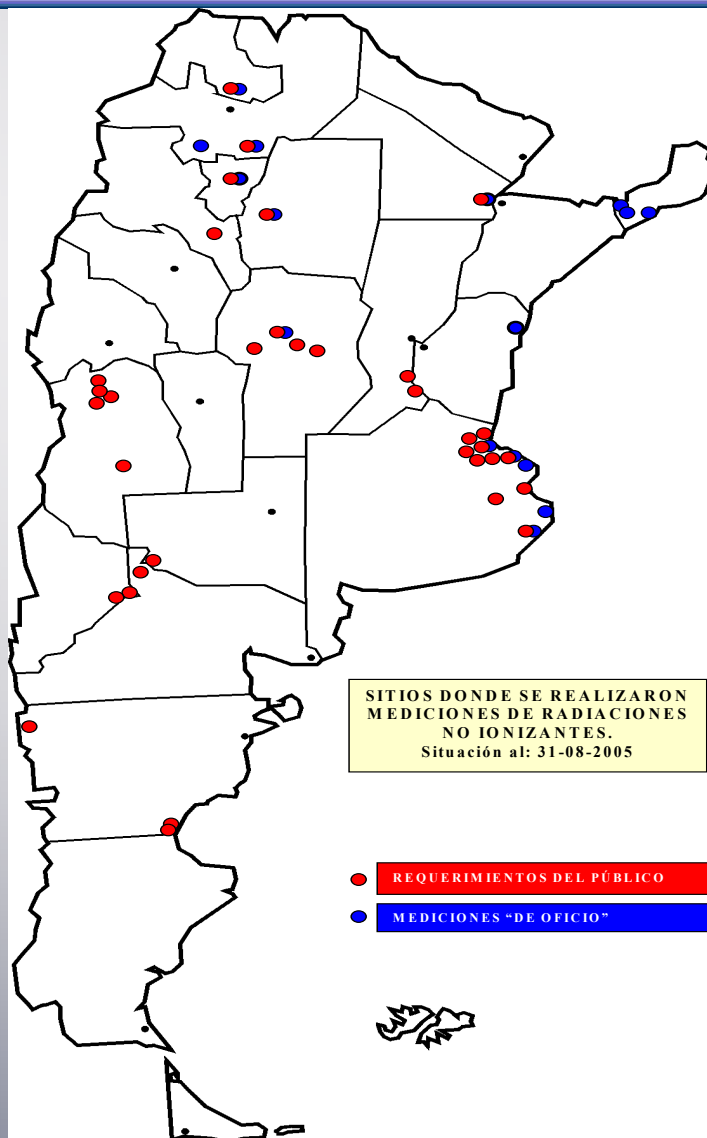 SITIOS DONDE SE REALIZARON
MEDICIONES DE RADIACIONES
NO IONIZANTES.
Situación al: 31-08-2005
REQUERIMIENTOS DEL PÚBLICO
MEDICIONES “DE OFICIO”